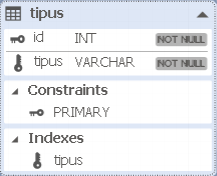 tipus
id INT NOT NULL
tipus VARCHAR NOT NULL
Constraints
PRIMARY
Indexes
tipus